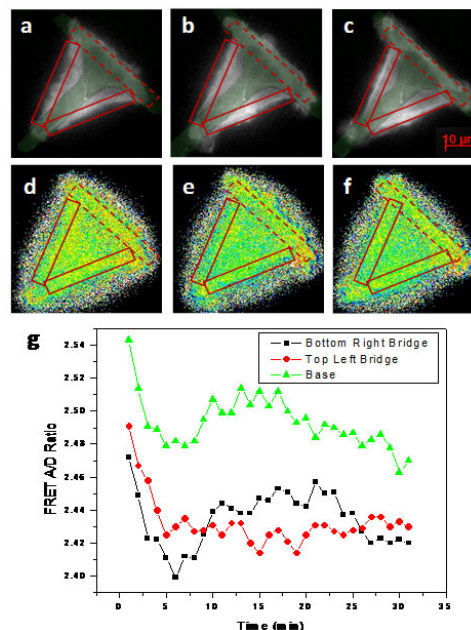 a
b
c
10 μm
d
e
f
g
Bottom Right Bridge
Top Left Bridge
Base
FRET A/D Ratio
2.54
2.52
2.50
2.48
2.46
2.44
2.42
2.40
0
5
10
15
20
25
30
35
Time (min)